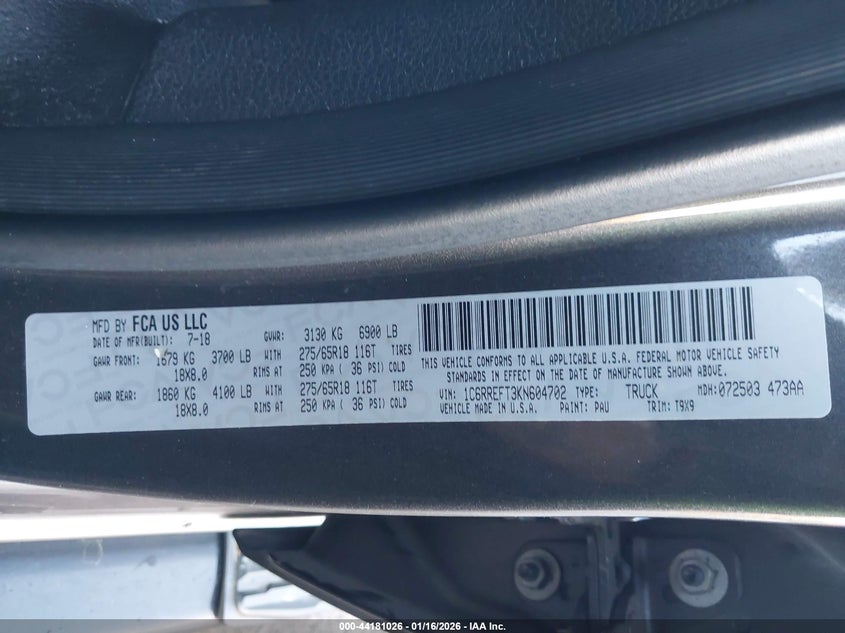 MFD BY FCA US LLC
DATE OF MFR(BUILT): 7-18 GVWR: 3130 KG 6900 LB
GAWR FRONT: 1679 KG 3700 LB WITH 275/65R18 116T TIRES
18X8.0 RIMS AT 250 KPA ( 36 PSI) COLD
GAWR REAR: 1860 KG 4100 LB WITH 275/65R18 116T TIRES
18X8.0 RIMS AT 250 KPA ( 36 PSI) COLD
THIS VEHICLE CONFORMS TO ALL APPLICABLE U.S.A. FEDERAL MOTOR VEHICLE SAFETY
STANDARDS IN EFFECT ON THE DATE OF MANUFACTURE SHOWN ABOVE.
VIN: 1C6RREFT3KN604702 TYPE: TRUCK MDH:072503 473AA
VEHICLE MADE IN U.S.A. PAINT: PAU TRIM: T9X9
000-44181026 - 01/16/2026 - IAA Inc.